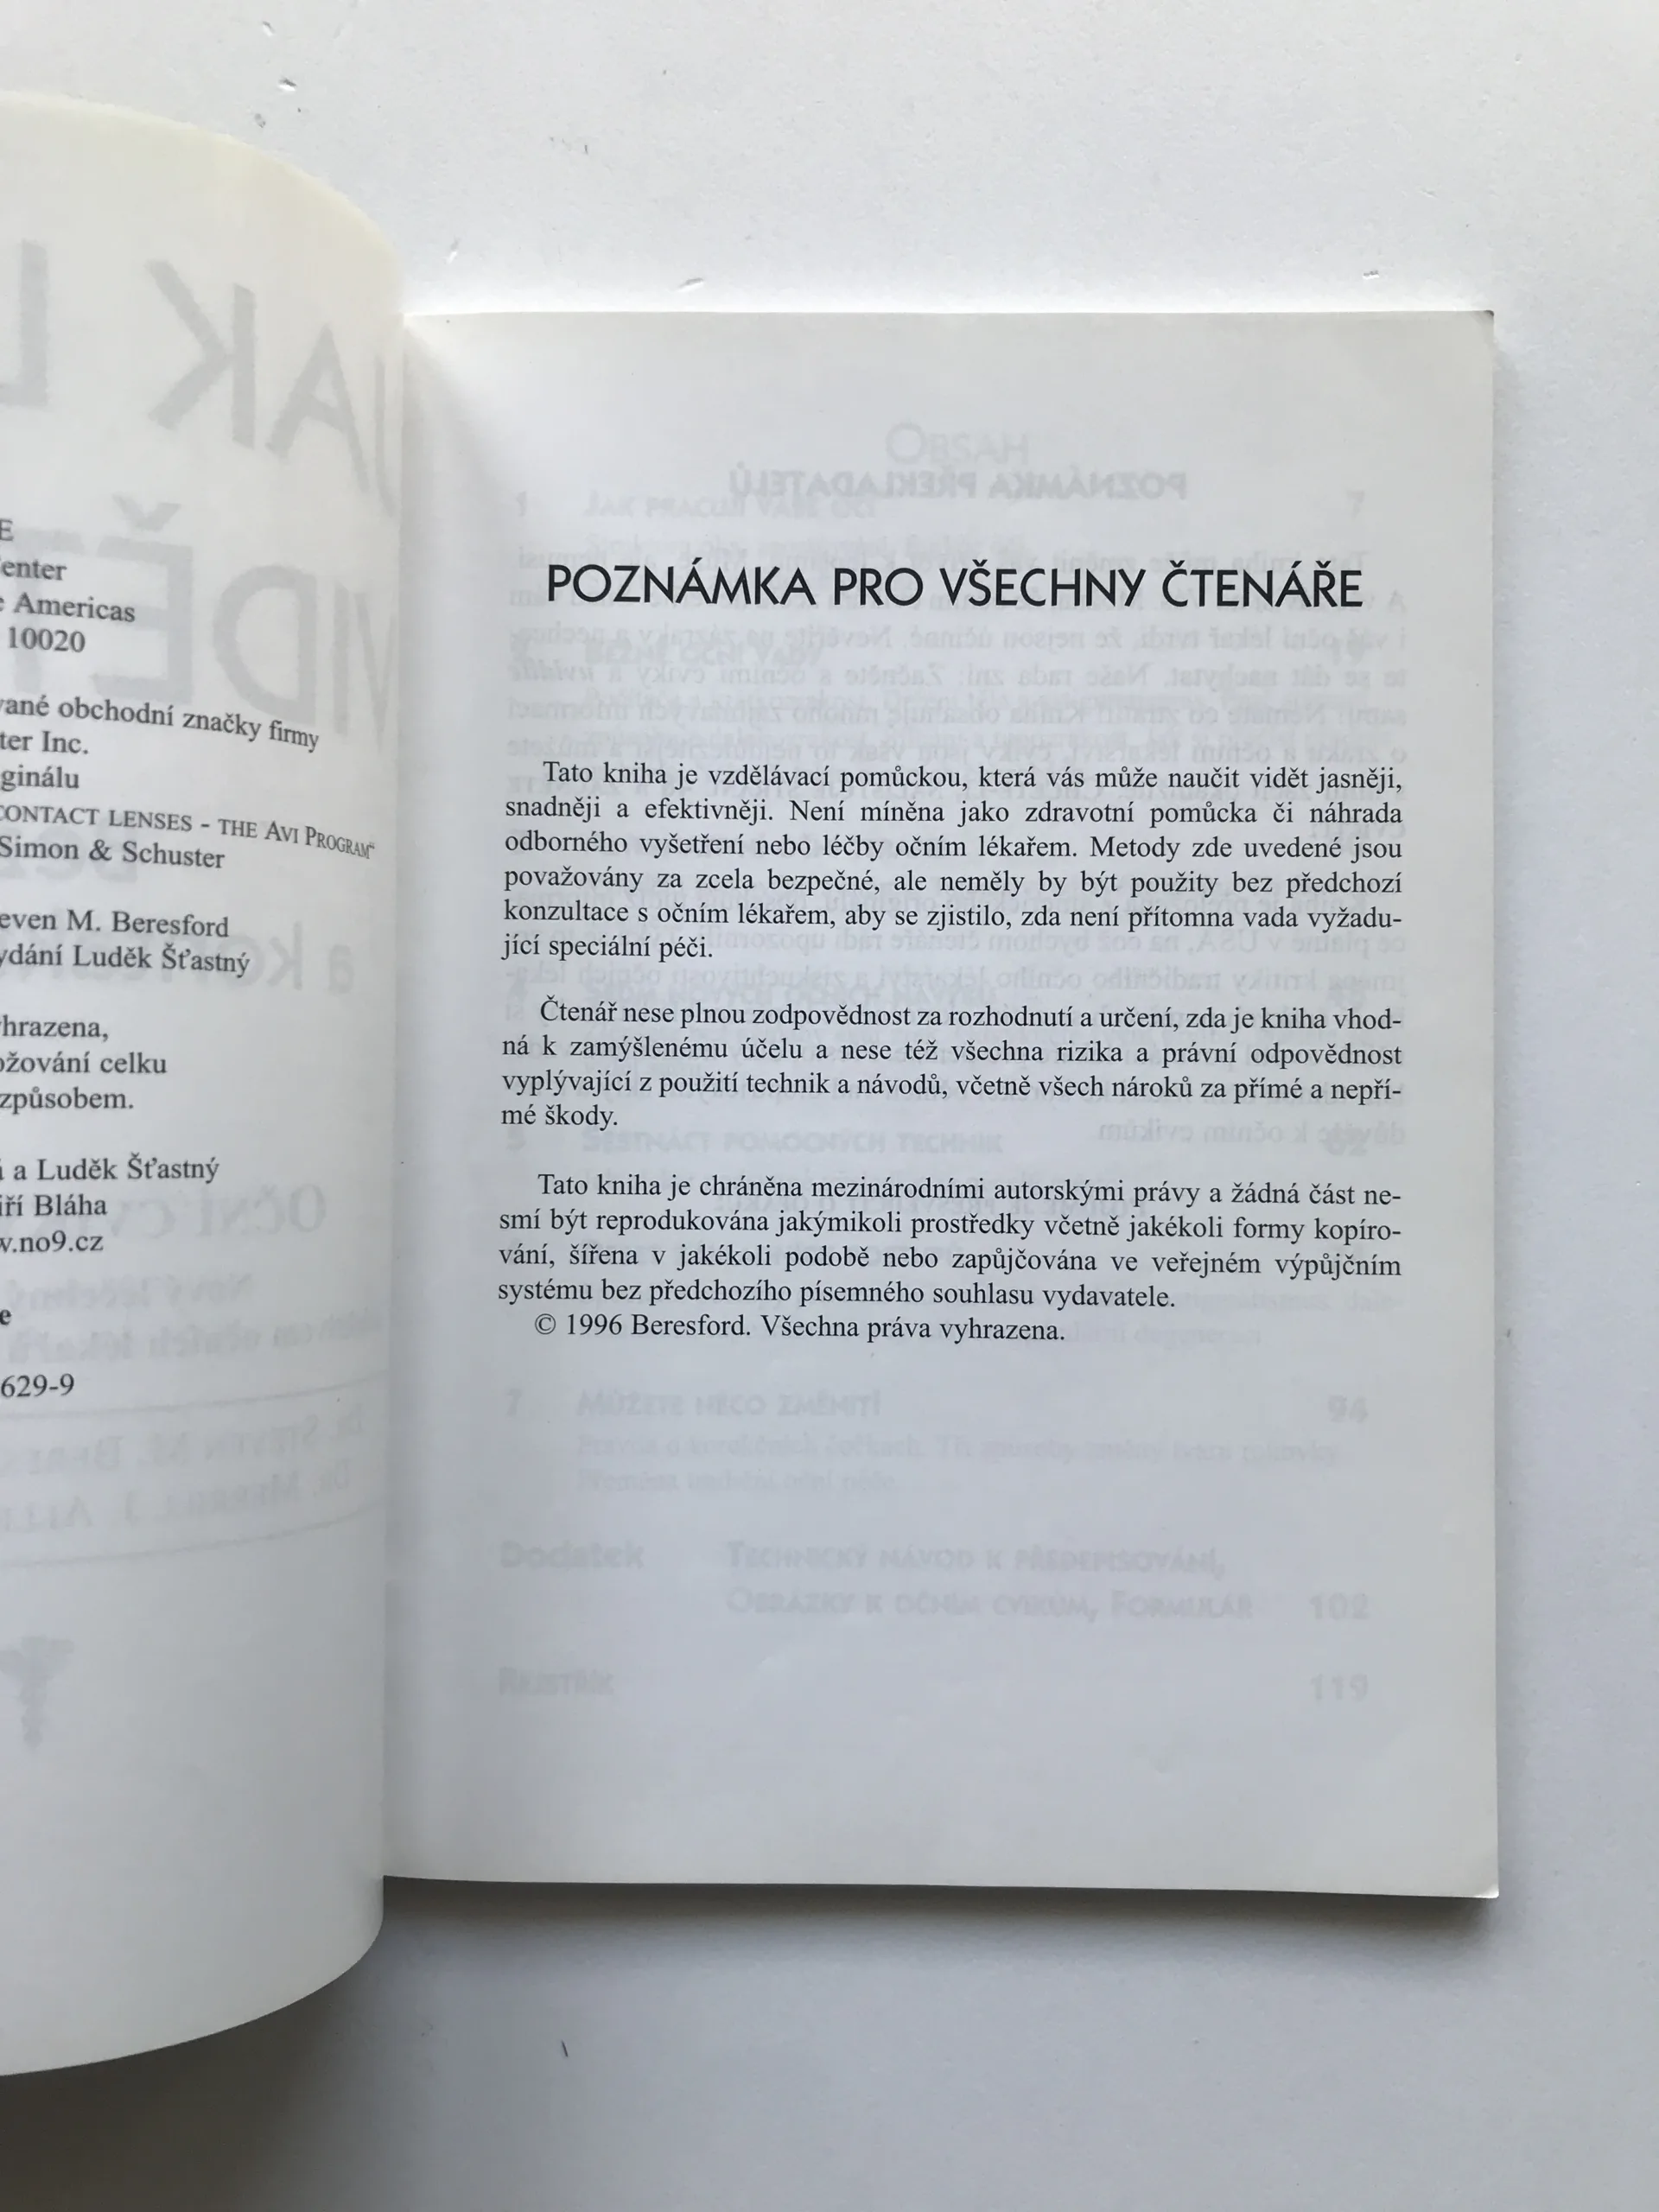 E
enter
e Americas
10020
vané obchodní značky firmy
ter Inc.
ginálu
CONTACT LENSES - THE AVI PROGRAM“
Simon & Schuster
even M. Beresford
ydání Luděk Šťastný
hrazena,
ožování celku
způsobem.
a Luděk Šťastný
iří Bláha
w.no9.cz
e
629-9
POZNÁMKA PRO VŠECHNY ČTENÁŘE
Tato kniha je vzdělávací pomůckou, která vás může naučit vidět jasněji,
snadněji a efektivněji. Není míněna jako zdravotní pomůcka či náhrada
odborného vyšetření nebo léčby očním lékařem. Metody zde uvedené jsou
považovány za zcela bezpečné, ale neměly by být použity bez předchozí
konzultace s očním lékařem, aby se zjistilo, zda není přítomna vada vyžadu-
jící speciální péči.
Čtenář nese plnou zodpovědnost za rozhodnutí a určení, zda je kniha vhod-
ná k zamýšlenému účelu a nese též všechna rizika a právní odpovědnost
vyplývající z použití technik a návodů, včetně všech nároků za přímé a nepří-
mé škody.
Tato kniha je chráněna mezinárodními autorskými právy a žádná část ne-
smí být reprodukována jakýmikoli prostředky včetně jakékoli formy kopíro-
vání, šířena v jakékoli podobě nebo zapůjčována ve veřejném výpůjčním
systému bez předchozího písemného souhlasu vydavatele.
© 1996 Beresford. Všechna práva vyhrazena.